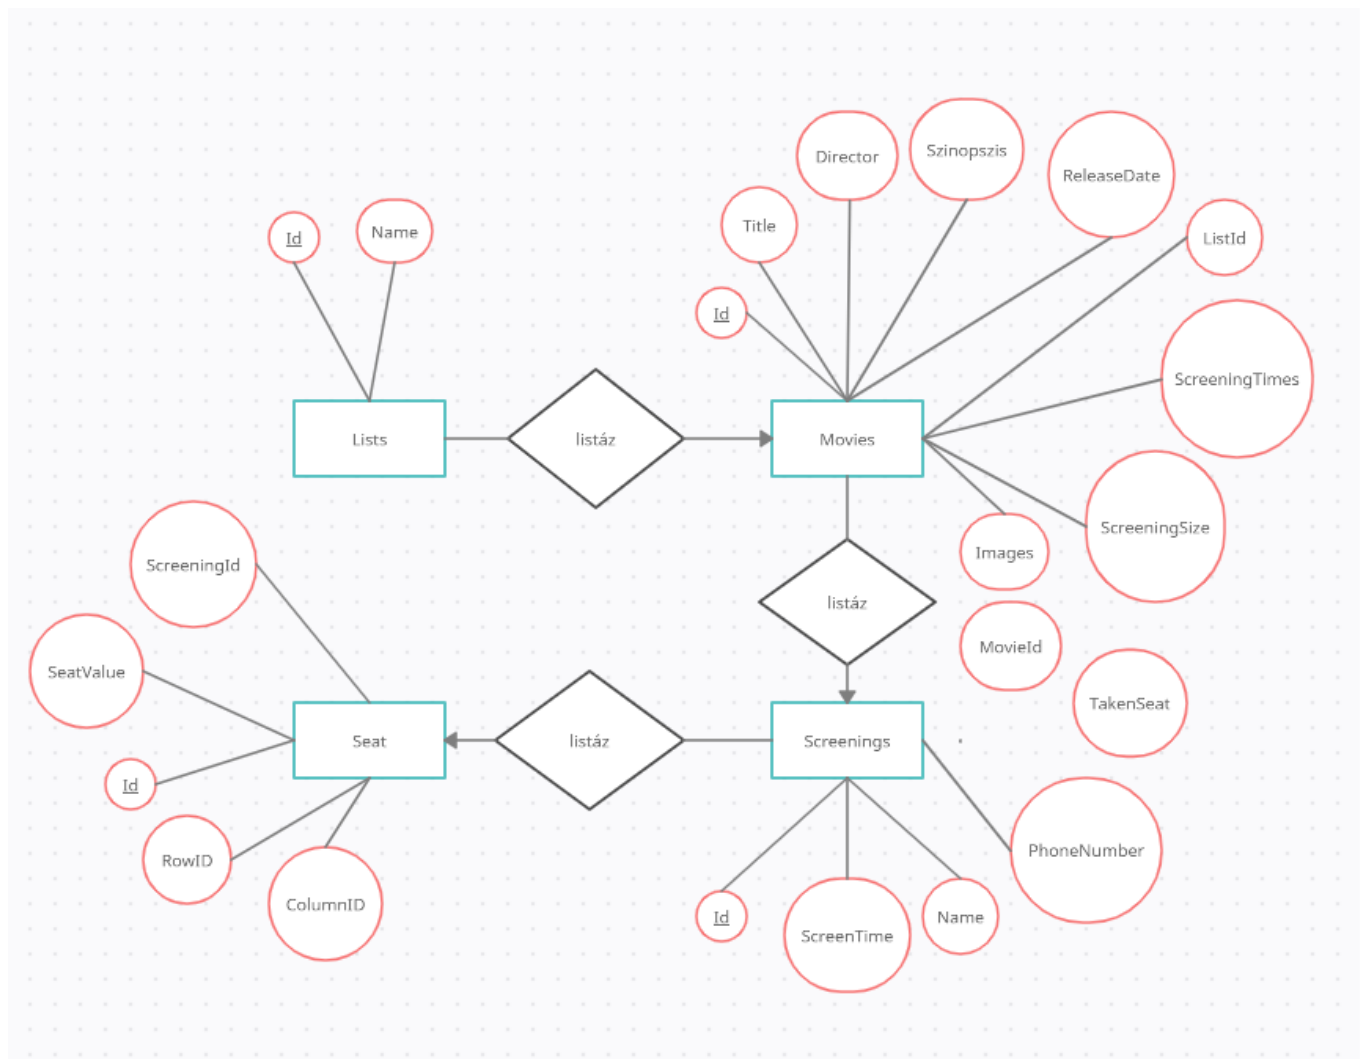 Director
Szinopszis
ReleaseDate
Title
Id
Name
ListId
Id
ScreeningTimes
Lists
listáz
Movies
ScreeningSize
Images
ScreeningId
listáz
MovieId
SeatValue
TakenSeat
Seat
listáz
Screenings
Id
RowID
PhoneNumber
ColumnID
Id
ScreenTime
Name